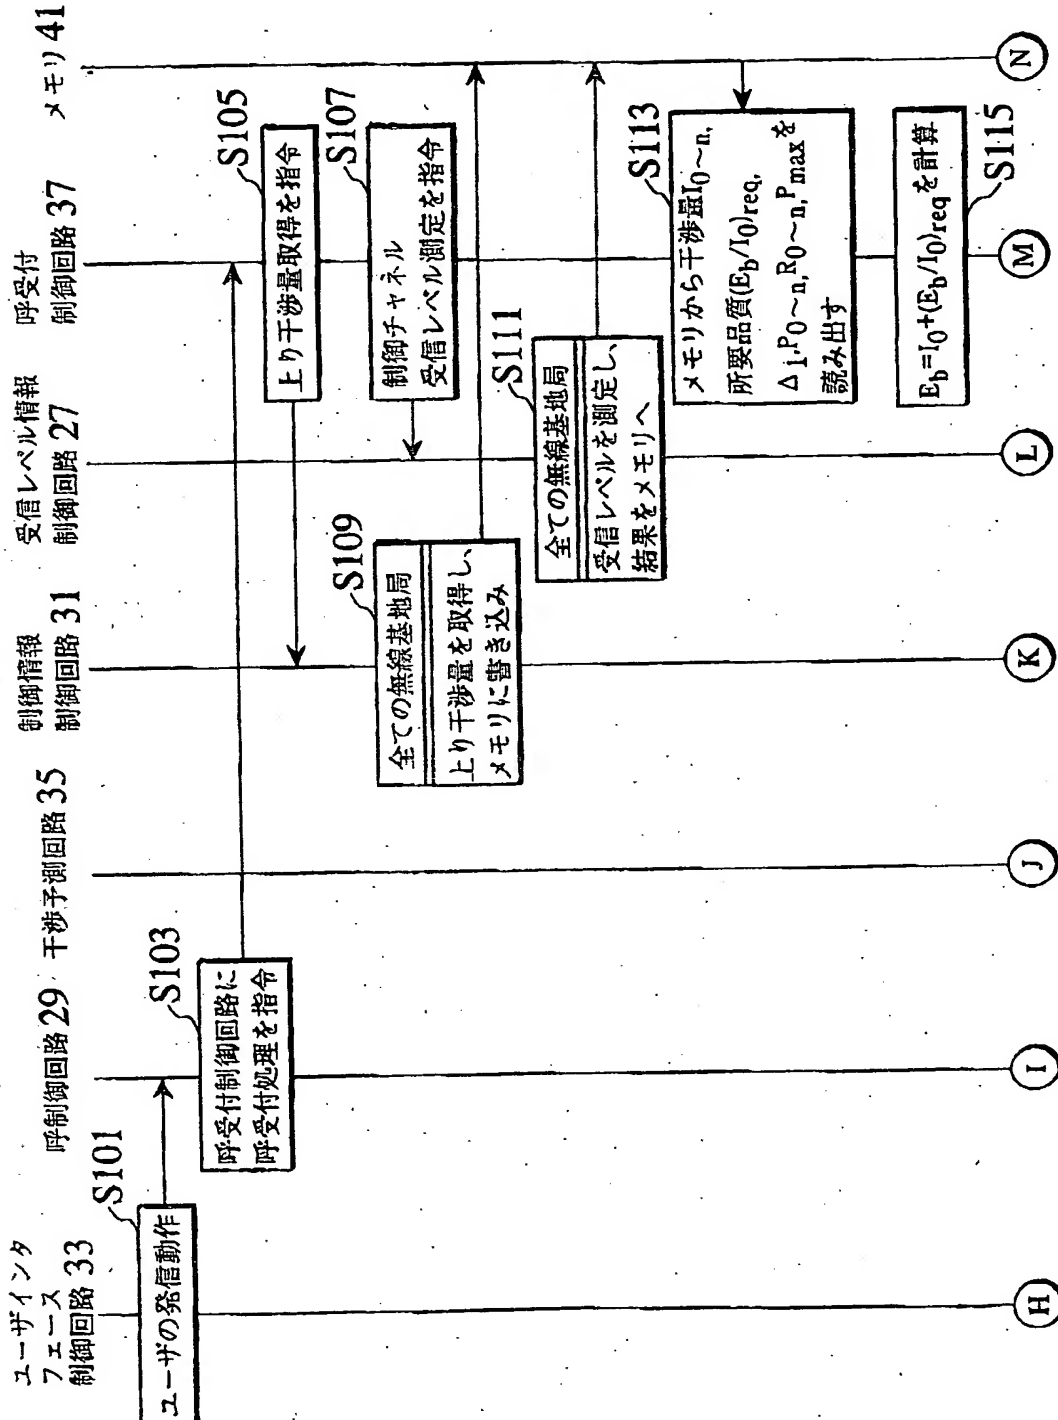 ユーザインタ
フェース
制御回路 33
呼制御回路 29
干渉予測回路 35
制御情報
制御回路 31
受信レベル情報
制御回路 27
呼受付
制御回路 37
メモリ 41
S101
ユーザの発信動作
S103
呼受付制御回路に
呼受付処理を指令
S105
上り干渉量取得を指令
S107
制御チャネル
受信レベル測定を指令
S109
全ての無線基地局
上り干渉量を取得し、
メモリに書き込み
S111
全ての無線基地局
受信レベルを測定し、
結果をメモリへ
S113
メモリから干渉量I0〜n,
所要品質(Eb/I0)req,
Δ1,P0〜n,R0〜n,Pmaxを
読み出す
S115
Eb=I0+(Eb/I0)reqを計算
H
I
J
K
L
M
N